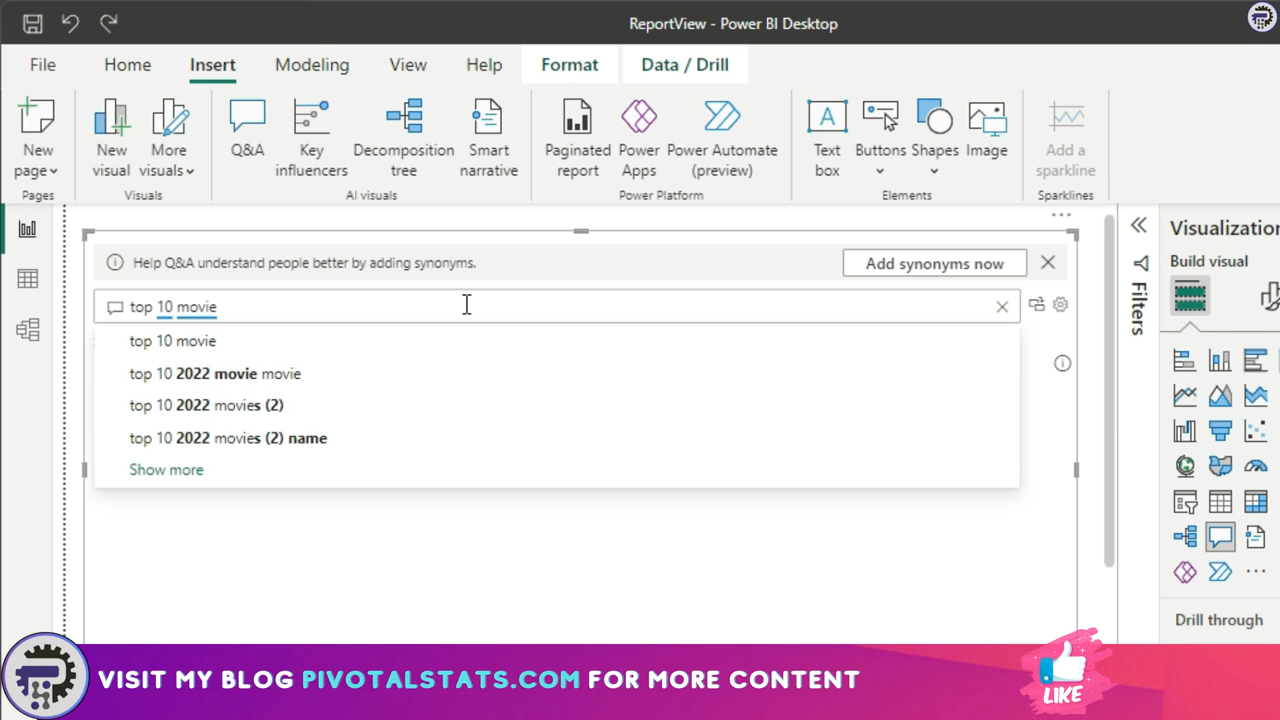 ReportView - Power BI Desktop
File Home Insert Modeling View Help Format Data / Drill
New page
New visual
More visuals
Q&A
Key influencers
Decomposition tree
Smart narrative
Paginated report
Power Apps
Power Automate (preview)
Text box
Buttons
Shapes
Image
Add a sparkline
Pages Visuals AI visuals Power Platform Elements Sparklines
Help Q&A understand people better by adding synonyms.
Add synonyms now
top 10 movie
top 10 movie
top 10 2022 movie movie
top 10 2022 movies (2)
top 10 2022 movies (2) name
Show more
Filters
Visualizatio
Build visual
Drill through
VISIT MY BLOG PIVOTALSTATS.COM FOR MORE CONTENT
LIKE